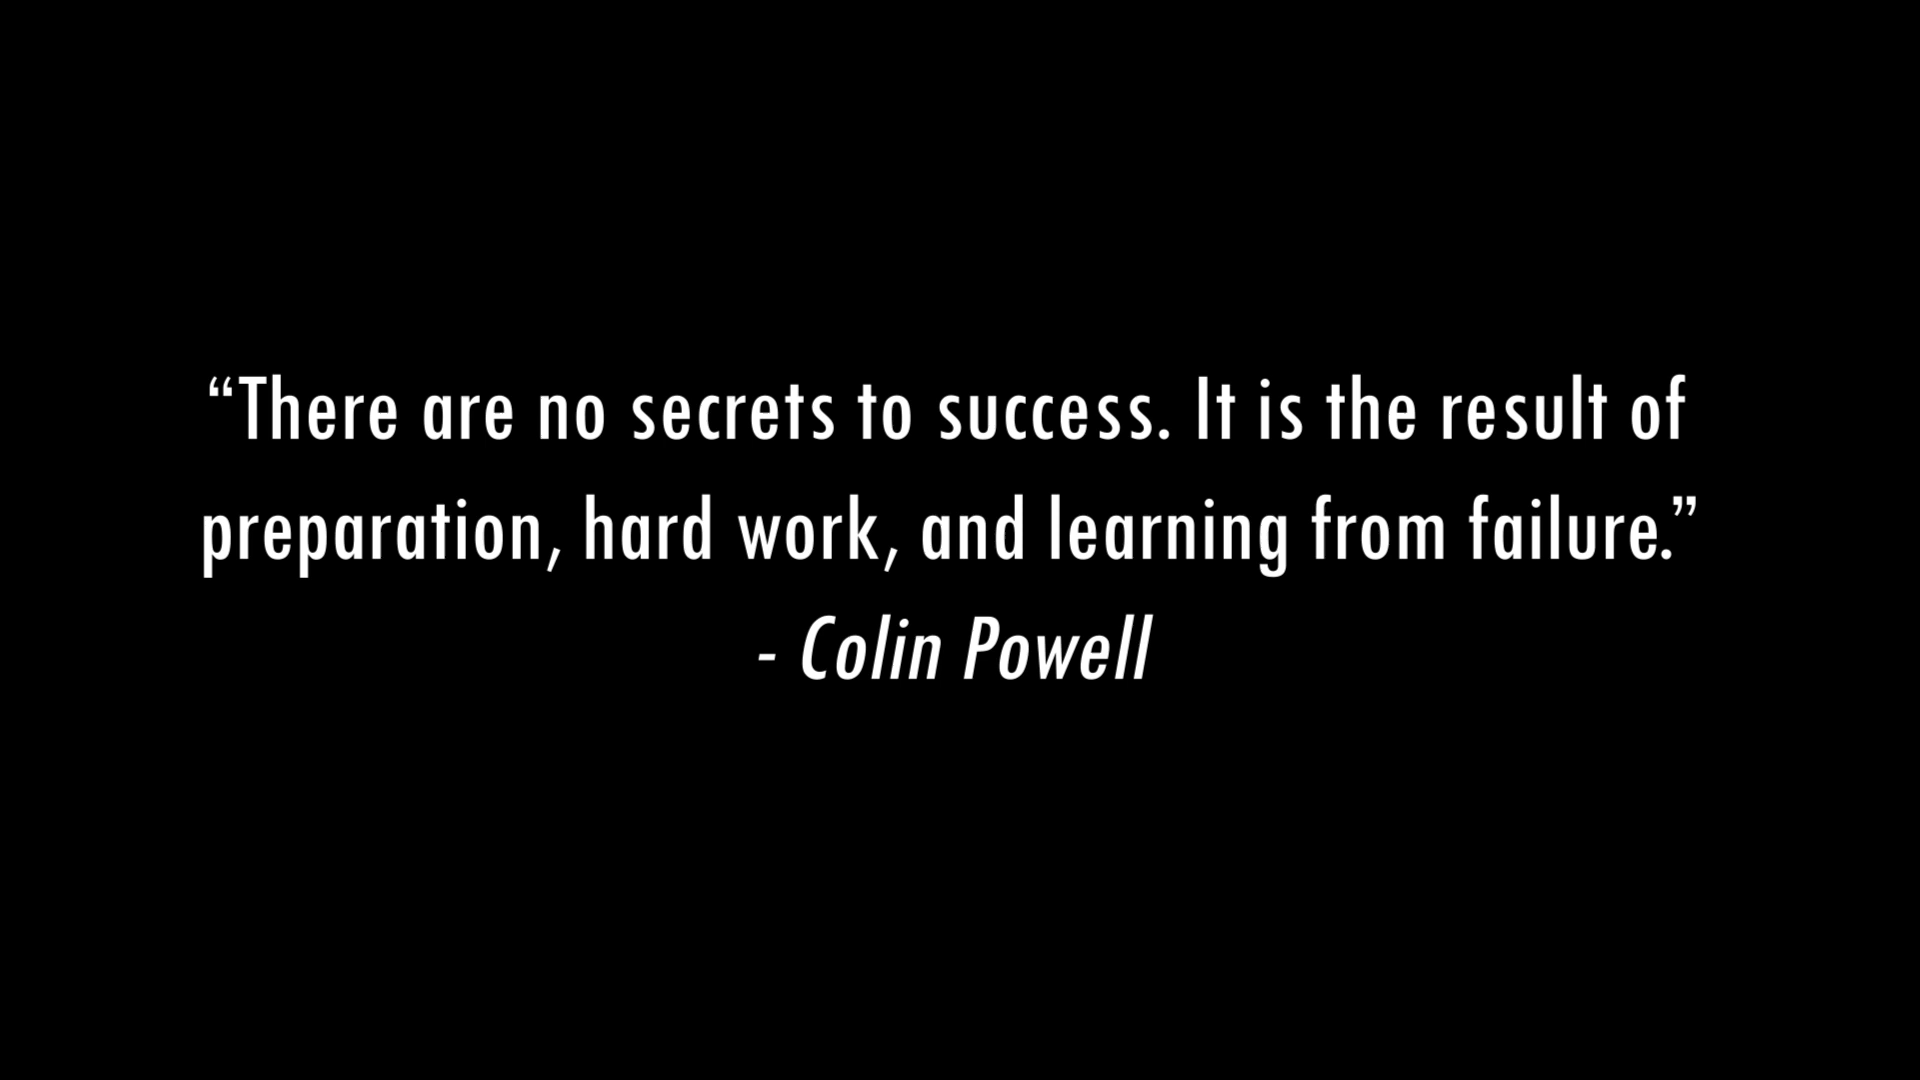 “There are no secrets to success. It is the result of
preparation, hard work, and learning from failure.”
- Colin Powell